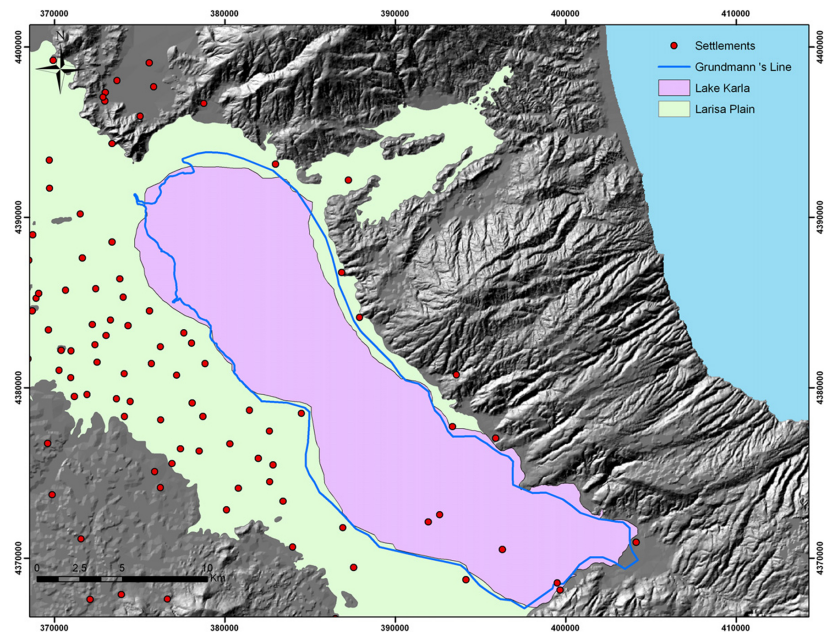 370000 380000 390000 400000 410000
4400000 4400000
N
Settlements
Grundmann 's Line
Lake Karla
Larisa Plain
4390000 4390000
4380000 4380000
4370000 4370000
0 2,5 5 10
Km
370000 380000 390000 400000 410000